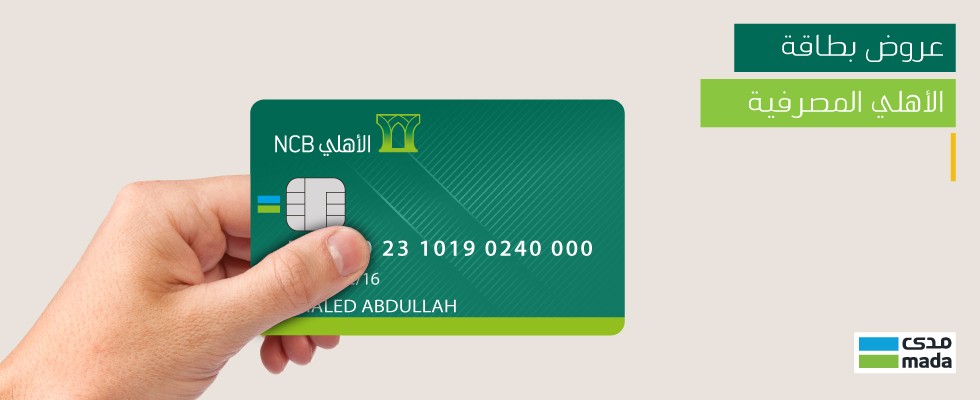 عروض بطاقة
الأهلي المصرفية
NCB الأهلي
23 1019 0240 000
/16
ALED ABDULLAH
مدى
mada